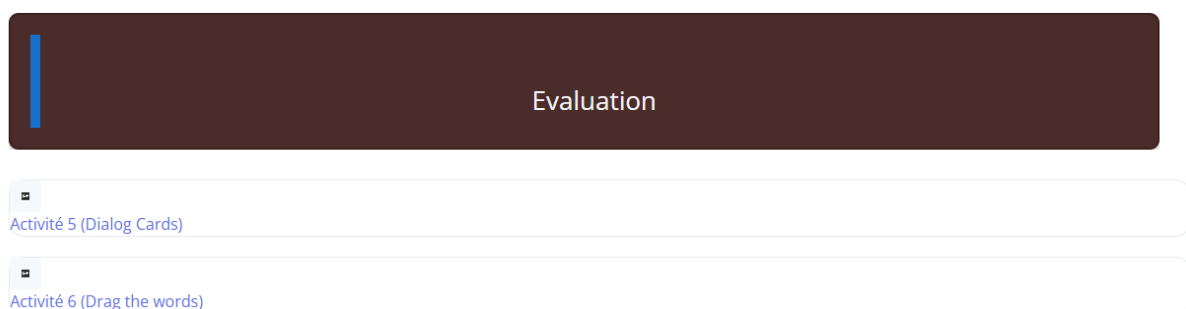 Evaluation
Activité 5 (Dialog Cards)
Activité 6 (Drag the words)